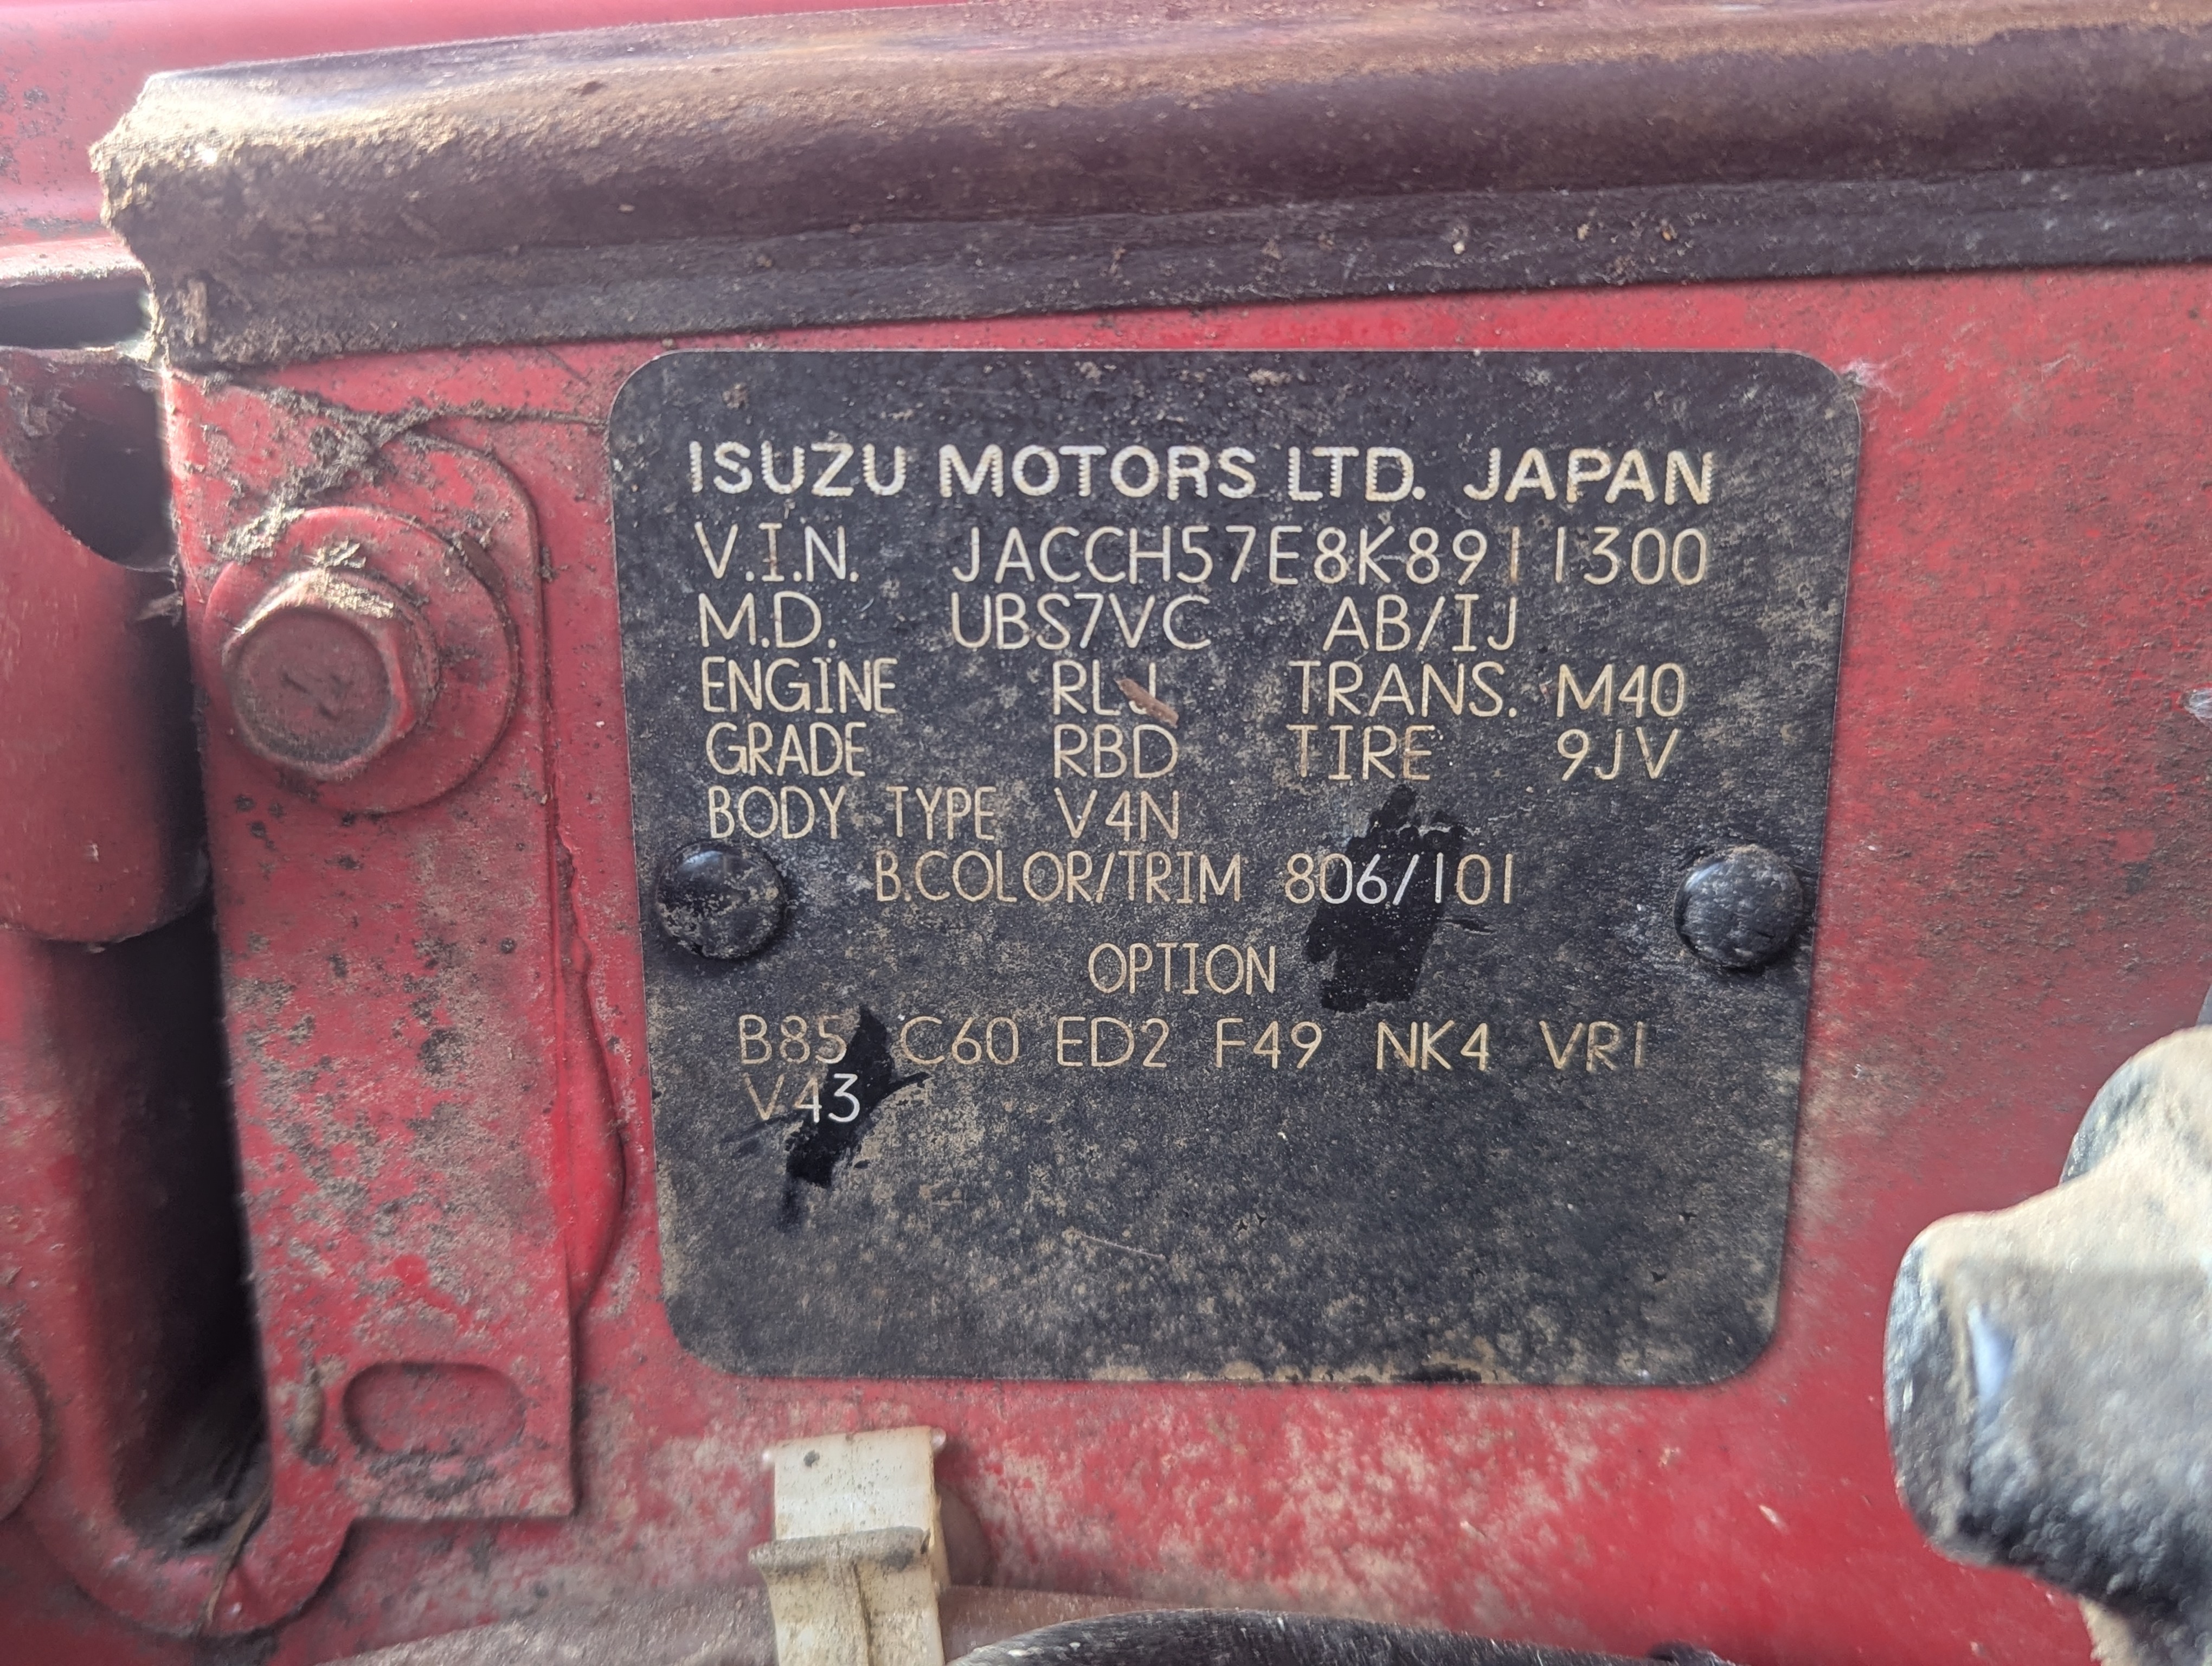 ISUZU MOTORS LTD. JAPAN
V.I.N. JACCH57E8K8911300
M.D. UBS7VC AB/IJ
ENGINE RLJ TRANS. M40
GRADE RBD TIRE 9JV
BODY TYPE V4N
B.COLOR/TRIM 806/101
OPTION
B85 C60 ED2 F49 NK4 VR1
V43